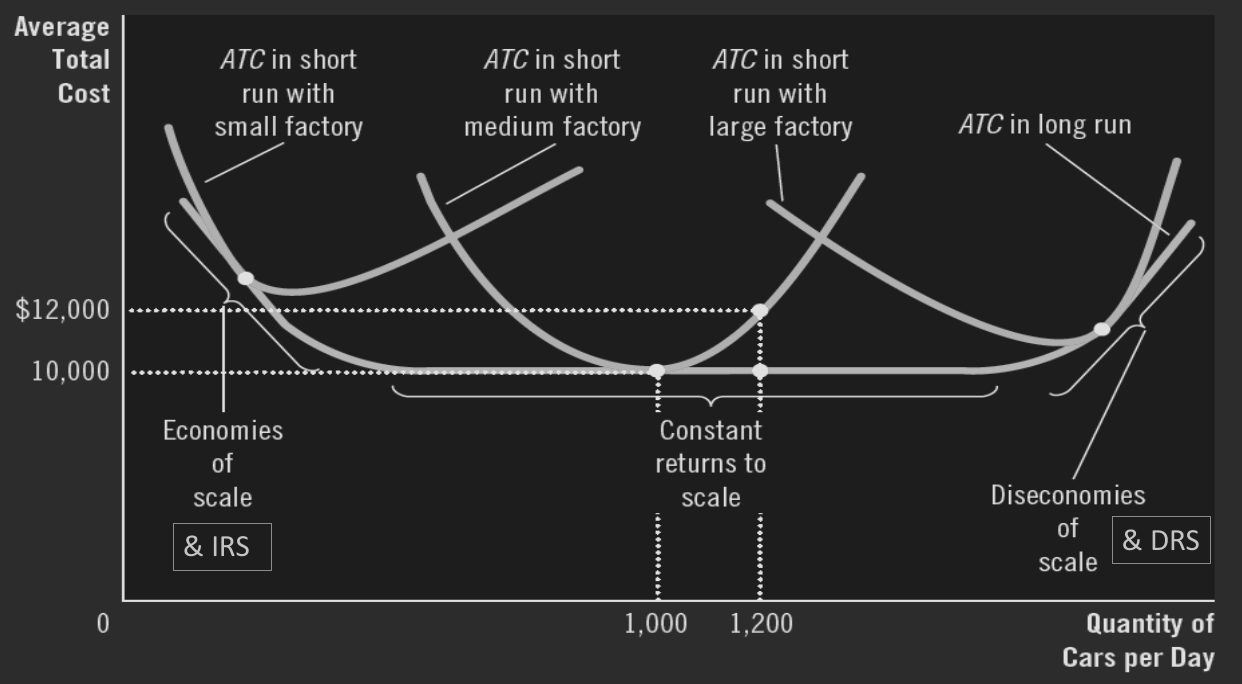 Average
Total
Cost
ATC in short
run with
small factory
ATC in short
run with
medium factory
ATC in short
run with
large factory
ATC in long run
$12,000
10,000
Economies
of
scale
& IRS
Constant
returns to
scale
Diseconomies
of
scale
& DRS
0
1,000
1,200
Quantity of
Cars per Day